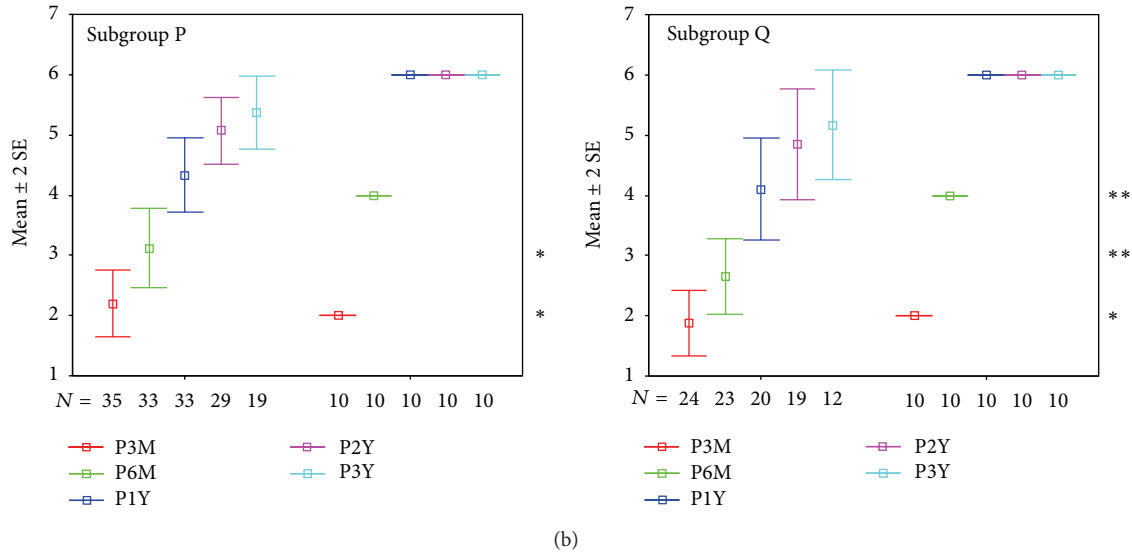 Subgroup P
Mean ± 2 SE
7
6
5
4
3
2
1
*
*
N = 35 33 33 29 19 10 10 10 10 10
P3M
P6M
P1Y
P2Y
P3Y
Subgroup Q
Mean ± 2 SE
7
6
5
4
3
2
1
**
**
*
N = 24 23 20 19 12 10 10 10 10 10
P3M
P6M
P1Y
P2Y
P3Y
(b)